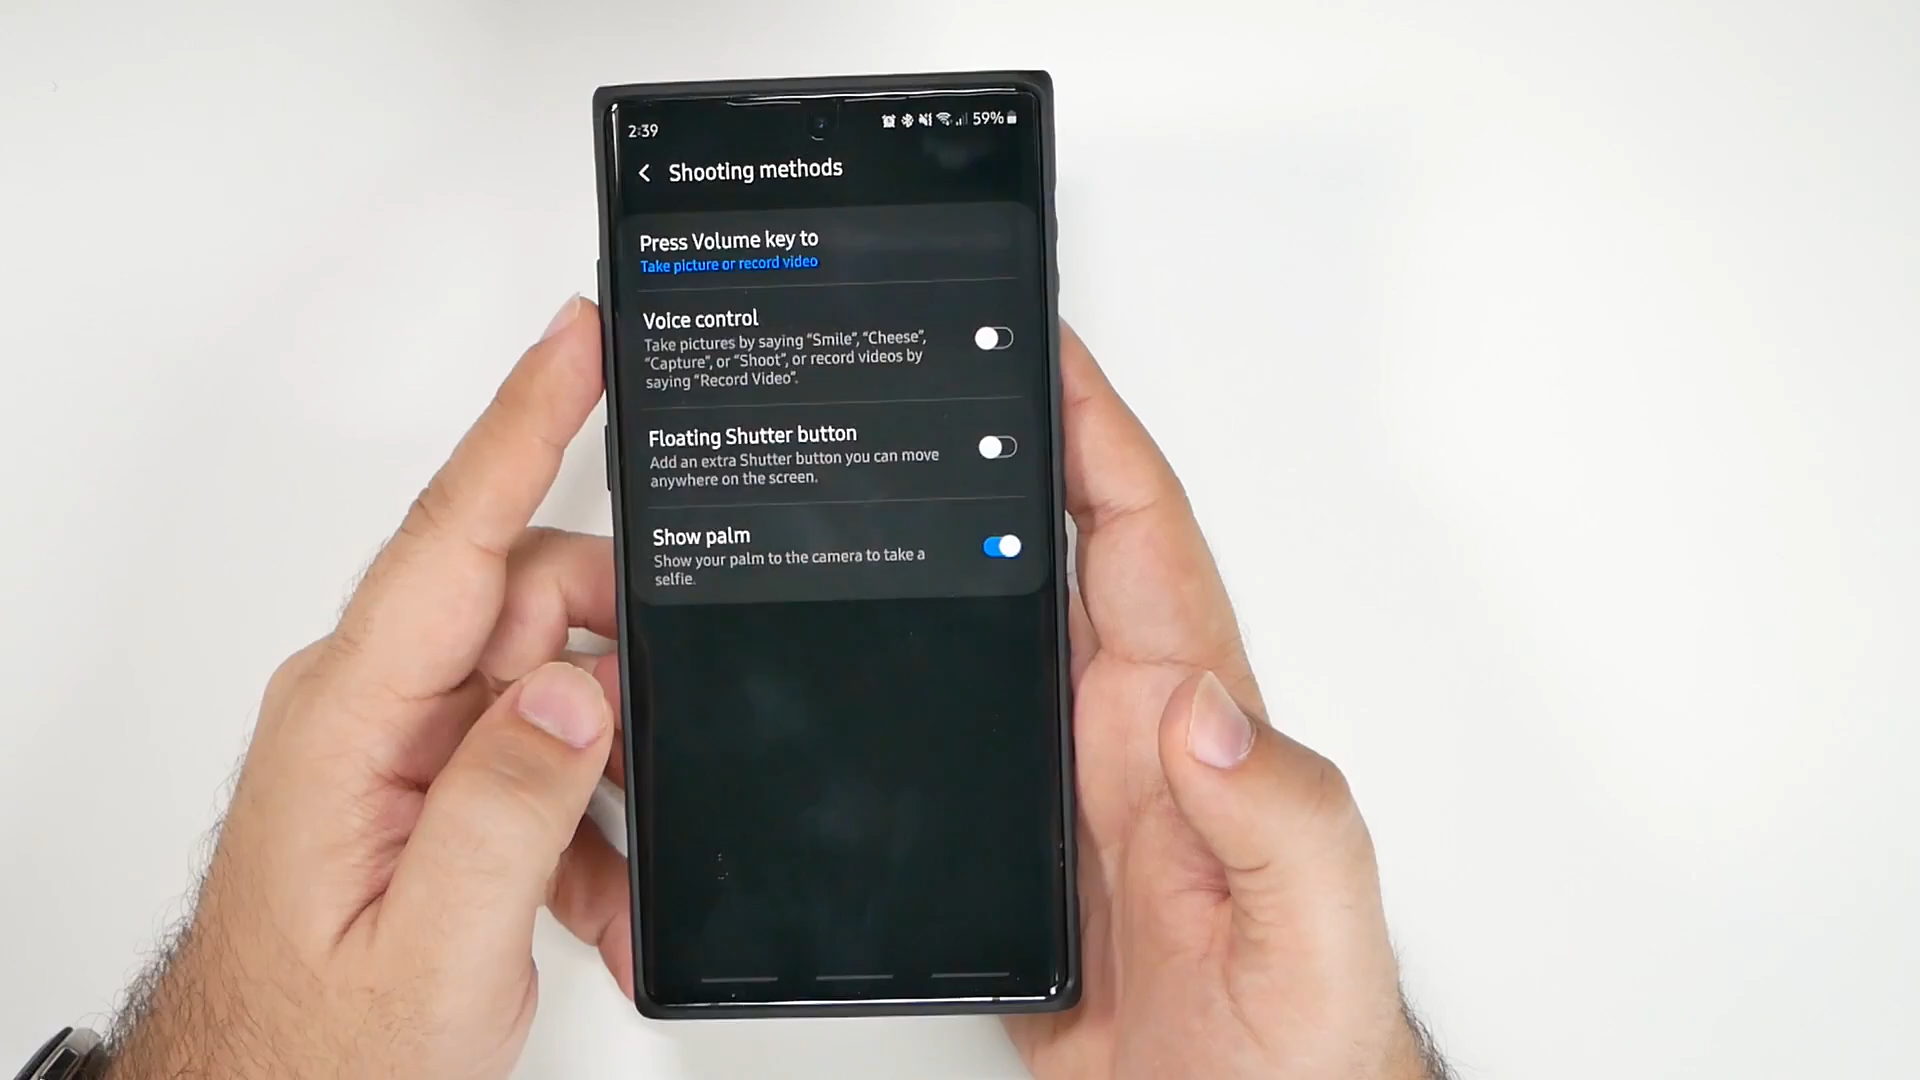 2:39
59%
Shooting methods
Press Volume key to
Take picture or record video
Voice control
Take pictures by saying “Smile”, “Cheese”,
“Capture”, or “Shoot”, or record videos by
saying “Record Video”.
Floating Shutter button
Add an extra Shutter button you can move
anywhere on the screen.
Show palm
Show your palm to the camera to take a
selfie.